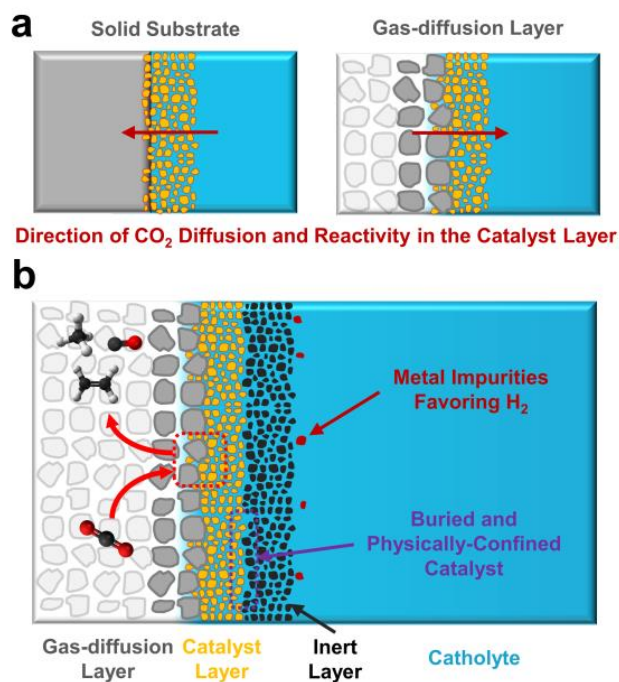 a
Solid Substrate
Gas-diffusion Layer
Direction of CO₂ Diffusion and Reactivity in the Catalyst Layer
b
Metal Impurities
Favoring H₂
Buried and
Physically-Confined
Catalyst
Gas-diffusion
Layer
Catalyst
Layer
Inert
Layer
Catholyte